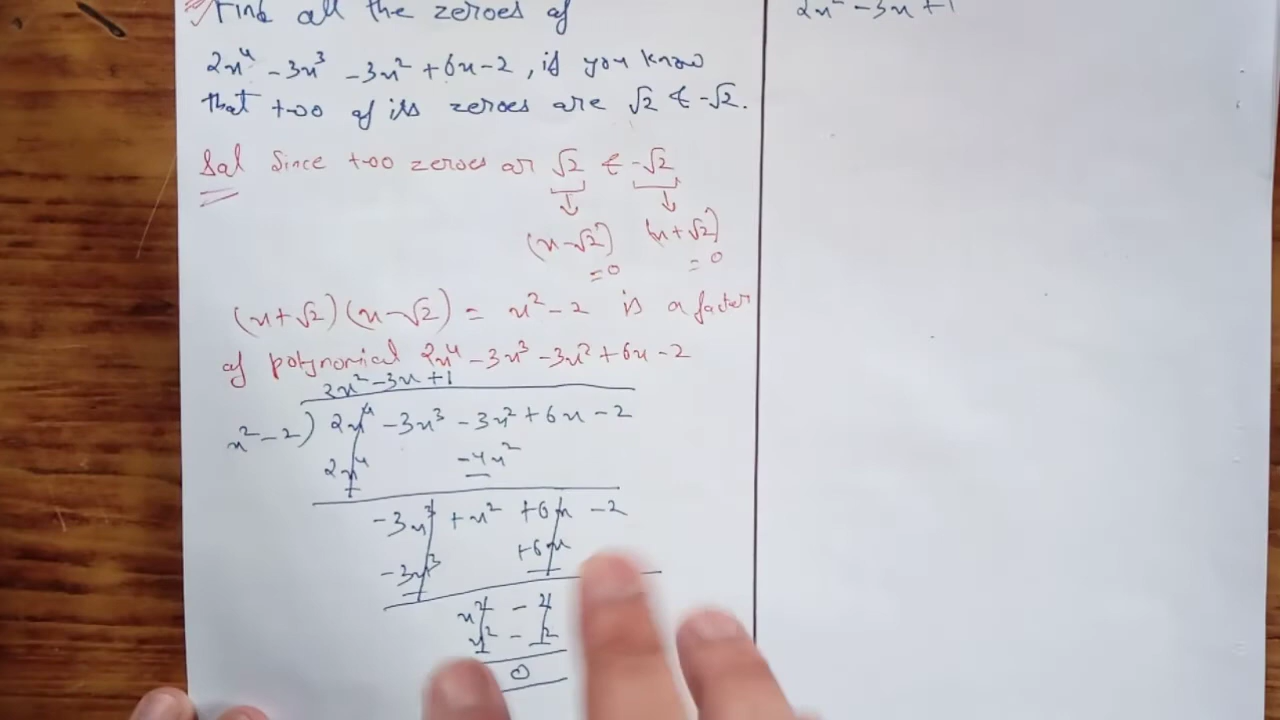 Find all the zeroes of
2x⁴ - 3x³ - 3x² + 6x - 2, if you know
that two of its zeroes are √2 & -√2.
Sol Since two zeroes ar √2 & -√2
(x-√2) (x+√2)
=0 =0
(x+√2)(x-√2) = x² - 2 is a factor
of polynomial 2x⁴ - 3x³ - 3x² + 6x - 2
2x² - 3x + 1
x² - 2) 2x⁴ - 3x³ - 3x² + 6x - 2
2x⁴ - 4x²
-3x³ + x² + 6x - 2
-3x³ + 6x
x² - 2
x² - 2
0
2x² - 3x + 1